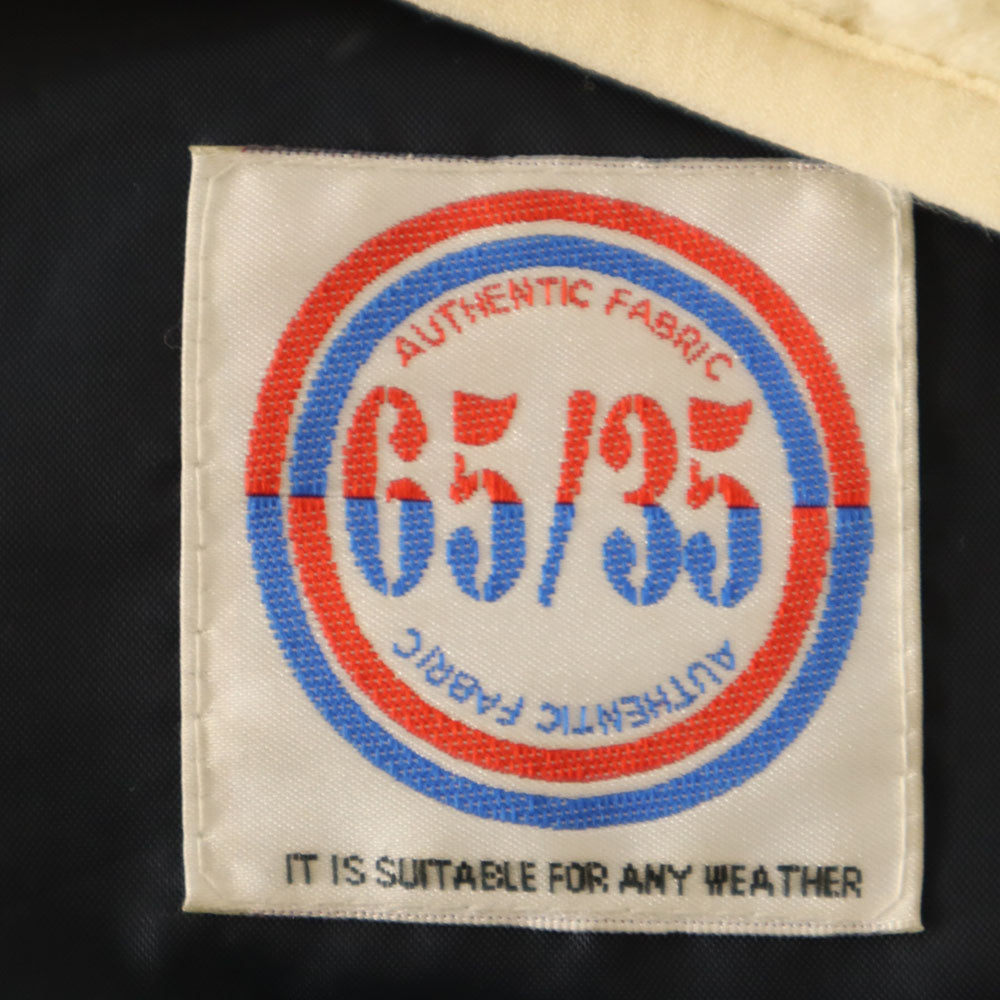 AUTHENTIC FABRIC
65/35
AUTHENTIC FABRIC
IT IS SUITABLE FOR ANY WEATHER